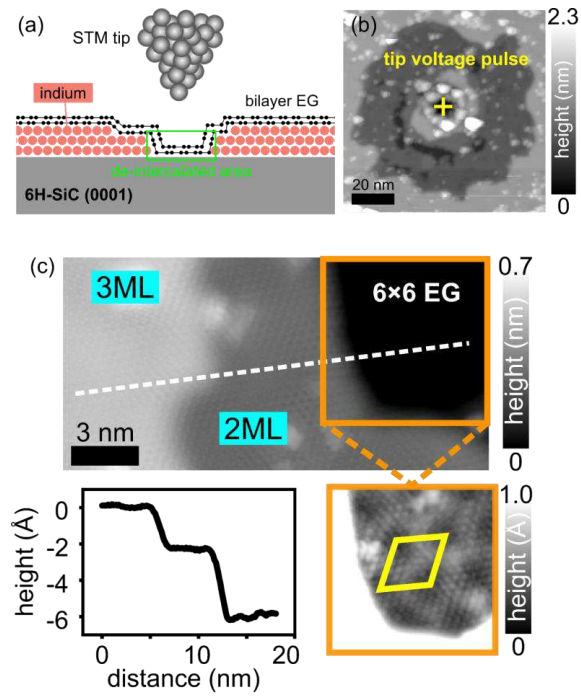 (a)
STM tip
indium
bilayer EG
de-intercalated area
6H-SiC (0001)
(b)
tip voltage pulse
20 nm
2.3
height (nm)
0
(c)
3ML
6×6 EG
2ML
3 nm
0.7
height (nm)
0
height (Å)
0
-2
-4
-6
0
10
20
distance (nm)
1.0
height (Å)
0